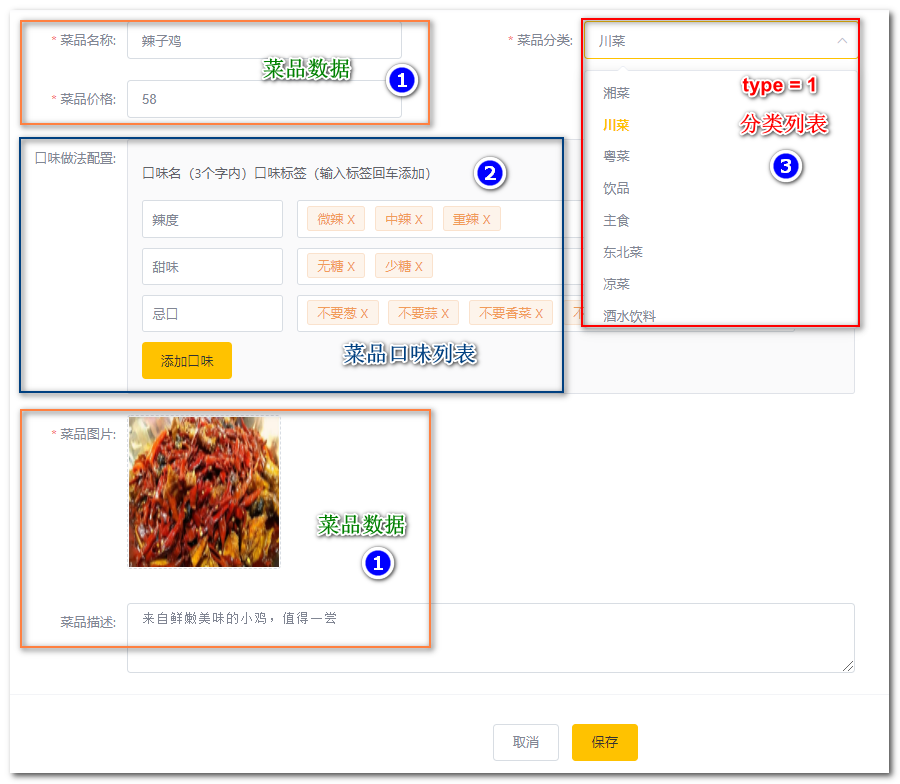 * 菜品名称: 辣子鸡 * 菜品分类: 川菜
菜品数据 1
* 菜品价格: 58
type = 1
分类列表
3
湘菜
川菜
粤菜
饮品
主食
东北菜
凉菜
酒水饮料
口味做法配置:
口味名（3个字内）口味标签（输入标签回车添加） 2
辣度 微辣 X 中辣 X 重辣 X
甜味 无糖 X 少糖 X
忌口 不要葱 X 不要蒜 X 不要香菜 X 不
添加口味 菜品口味列表
* 菜品图片:
菜品数据
1
菜品描述: 来自鲜嫩美味的小鸡，值得一尝
取消 保存